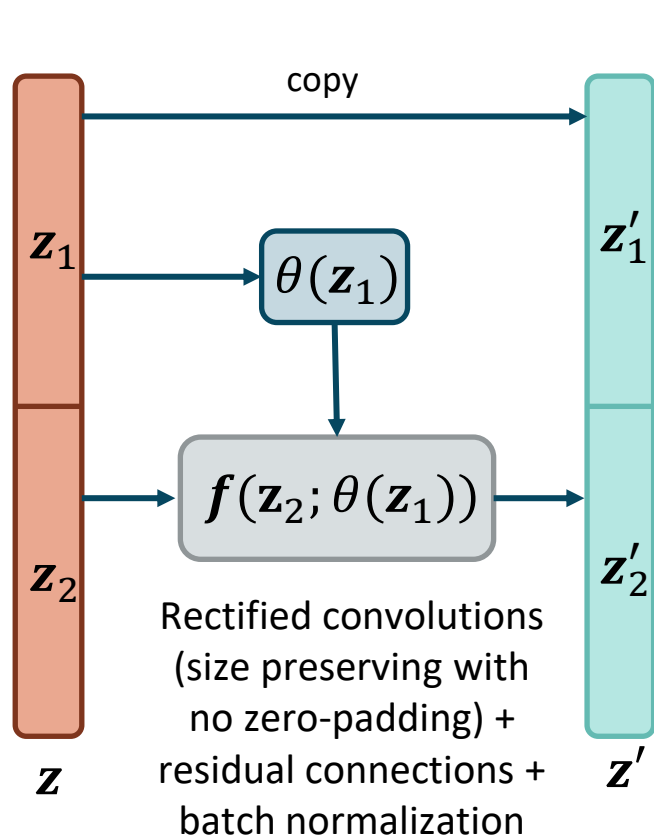 copy
𝒛₁
θ(𝒛₁)
𝒛′₁
𝒇(𝐳₂; θ(𝒛₁))
𝒛₂
𝒛′₂
Rectified convolutions
(size preserving with
no zero-padding) +
residual connections +
batch normalization
𝒛
𝒛′